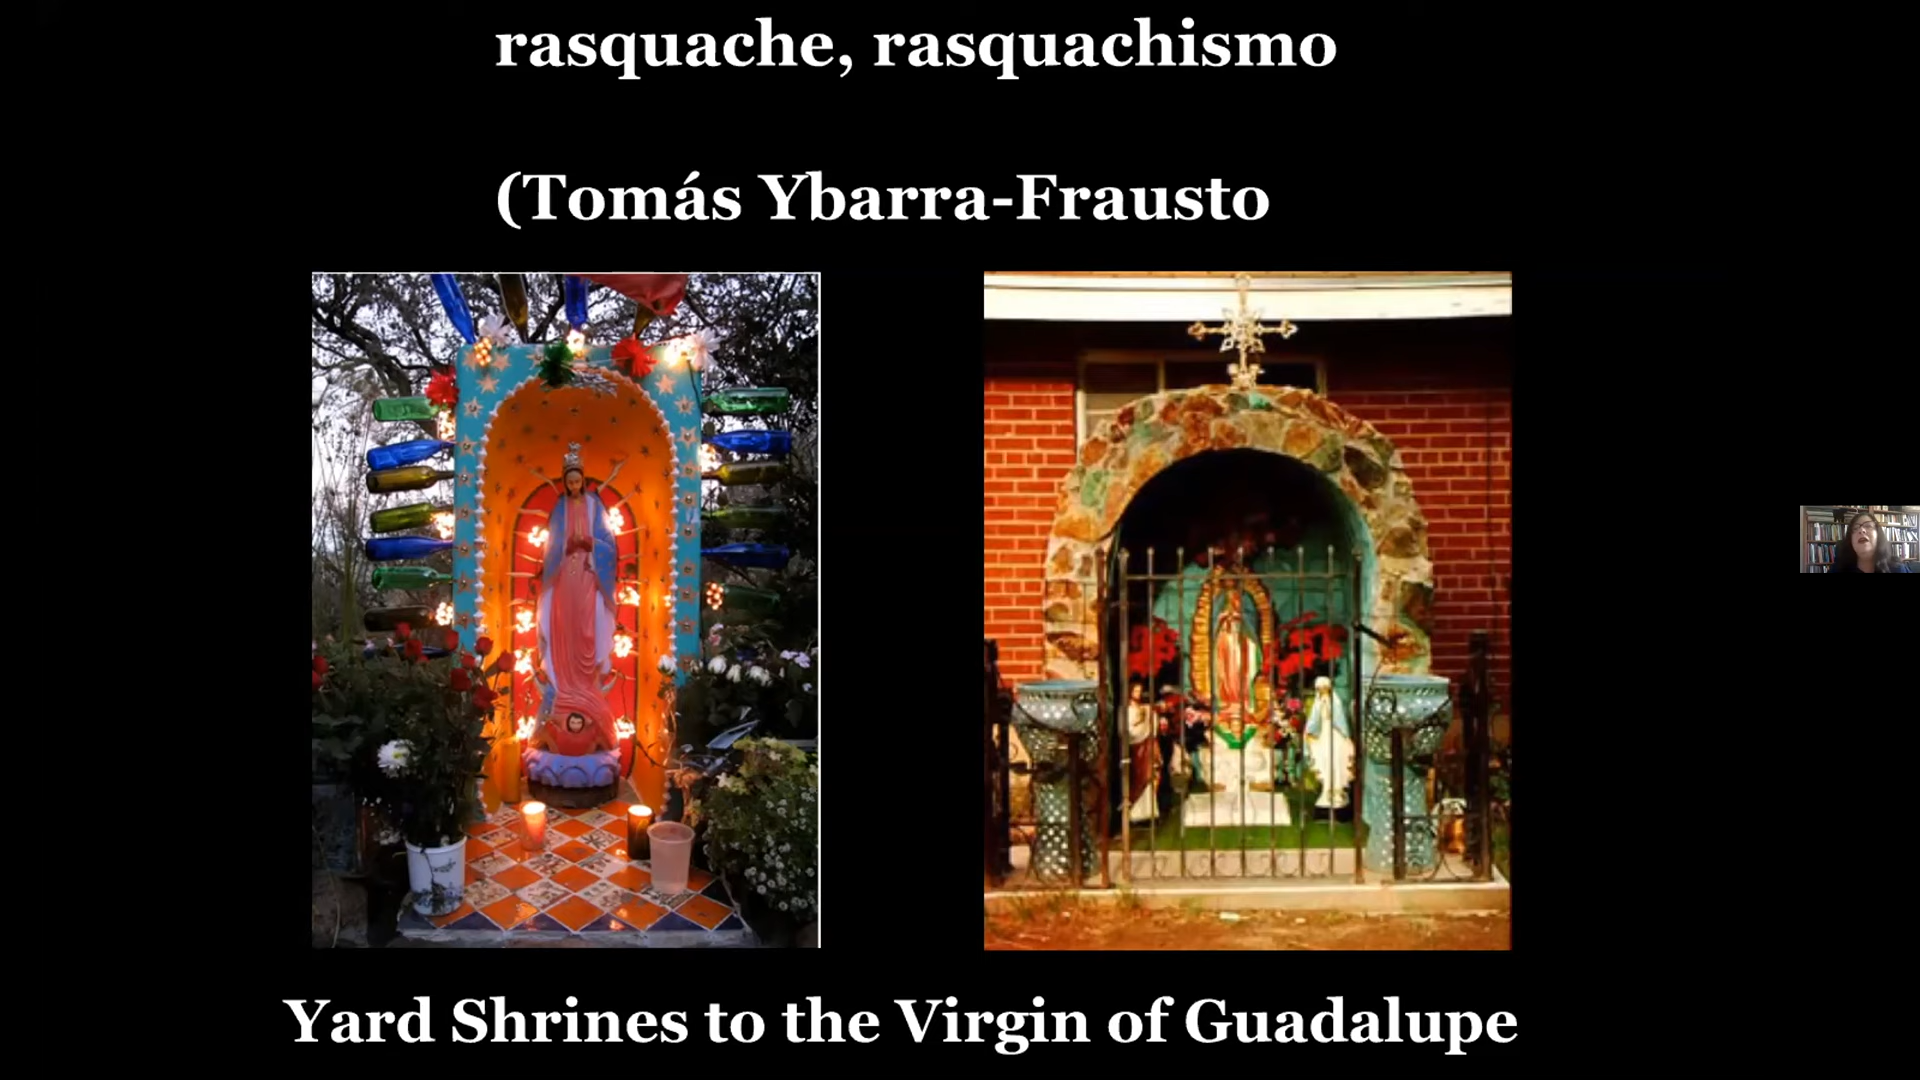 rasquache, rasquachismo
(Tomás Ybarra-Frausto
Yard Shrines to the Virgin of Guadalupe